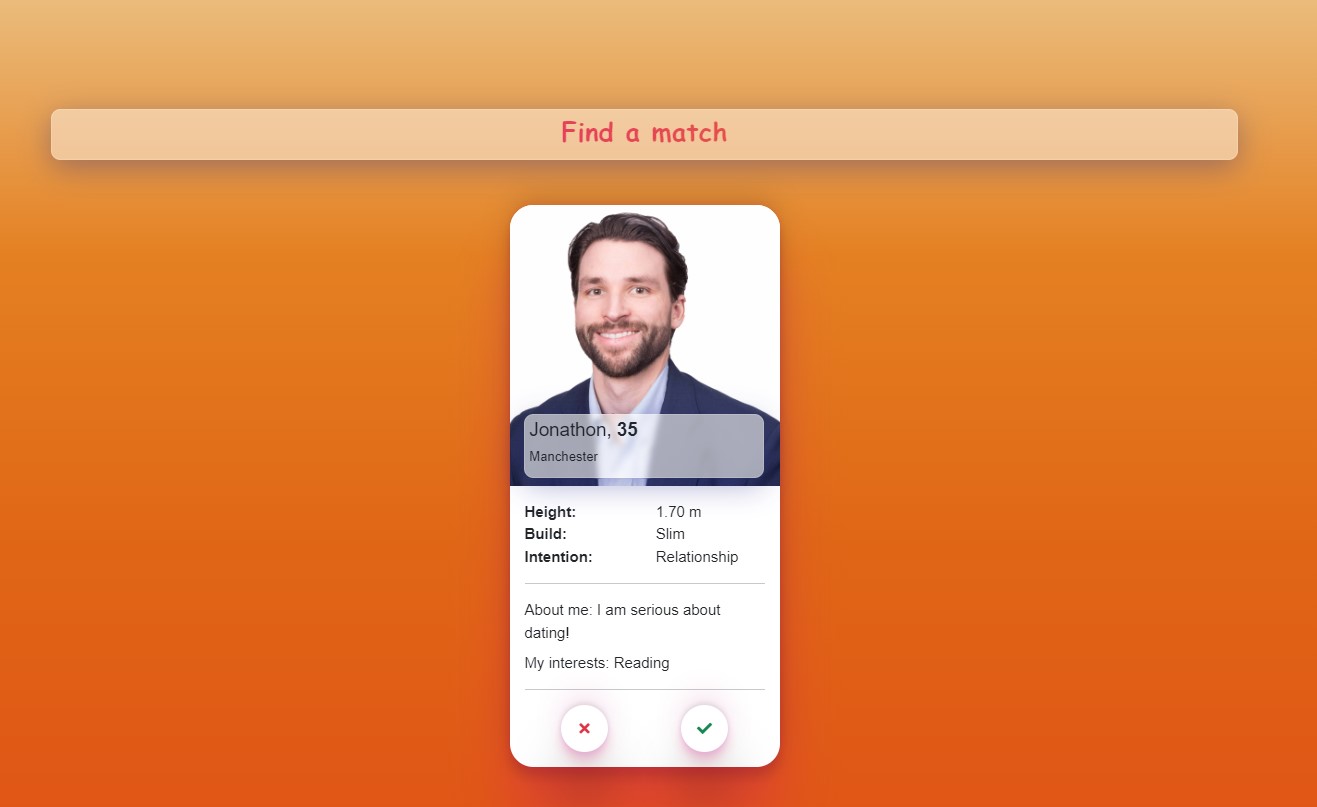 Find a match
Jonathon, 35
Manchester
Height: 1.70 m
Build: Slim
Intention: Relationship
About me: I am serious about
dating!
My interests: Reading